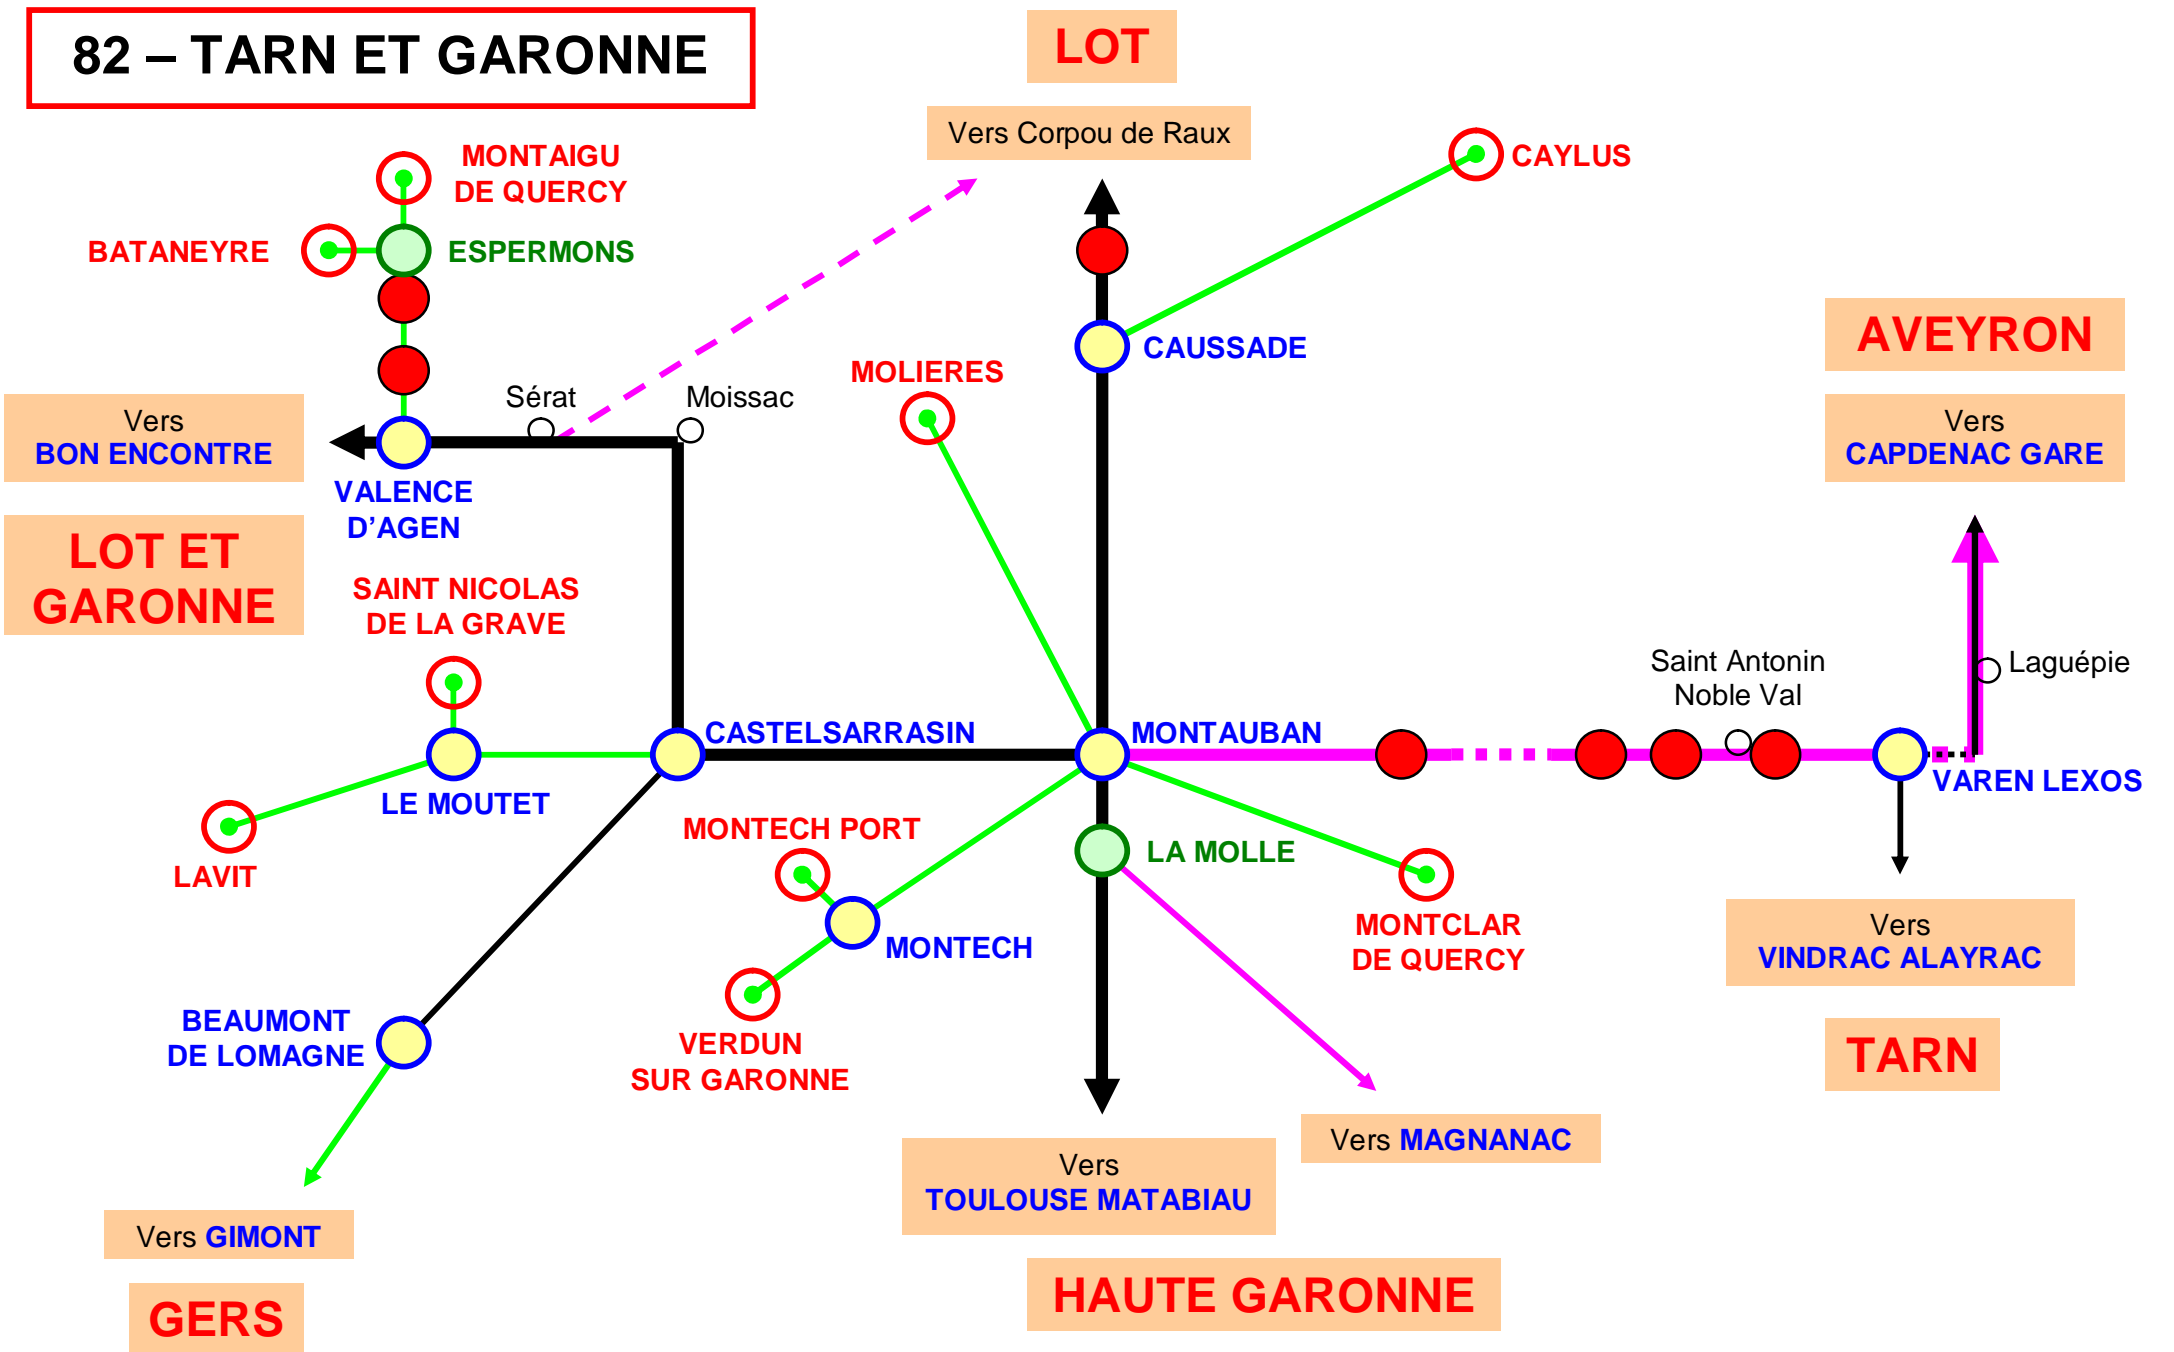 82 – TARN ET GARONNE
LOT
Vers Corpou de Raux
MONTAIGU
DE QUERCY
CAYLUS
BATANEYRE
ESPERMONS
AVEYRON
CAUSSADE
MOLIERES
Sérat
Moissac
Vers
BON ENCONTRE
Vers
CAPDENAC GARE
VALENCE
D’AGEN
LOT ET
GARONNE
SAINT NICOLAS
DE LA GRAVE
Saint Antonin
Noble Val
Laguépie
CASTELSARRASIN
MONTAUBAN
VAREN LEXOS
LE MOUTET
MONTECH PORT
LA MOLLE
LAVIT
MONTCLAR
DE QUERCY
MONTECH
Vers
VINDRAC ALAYRAC
BEAUMONT
DE LOMAGNE
VERDUN
SUR GARONNE
TARN
Vers MAGNANAC
Vers
TOULOUSE MATABIAU
Vers GIMONT
HAUTE GARONNE
GERS